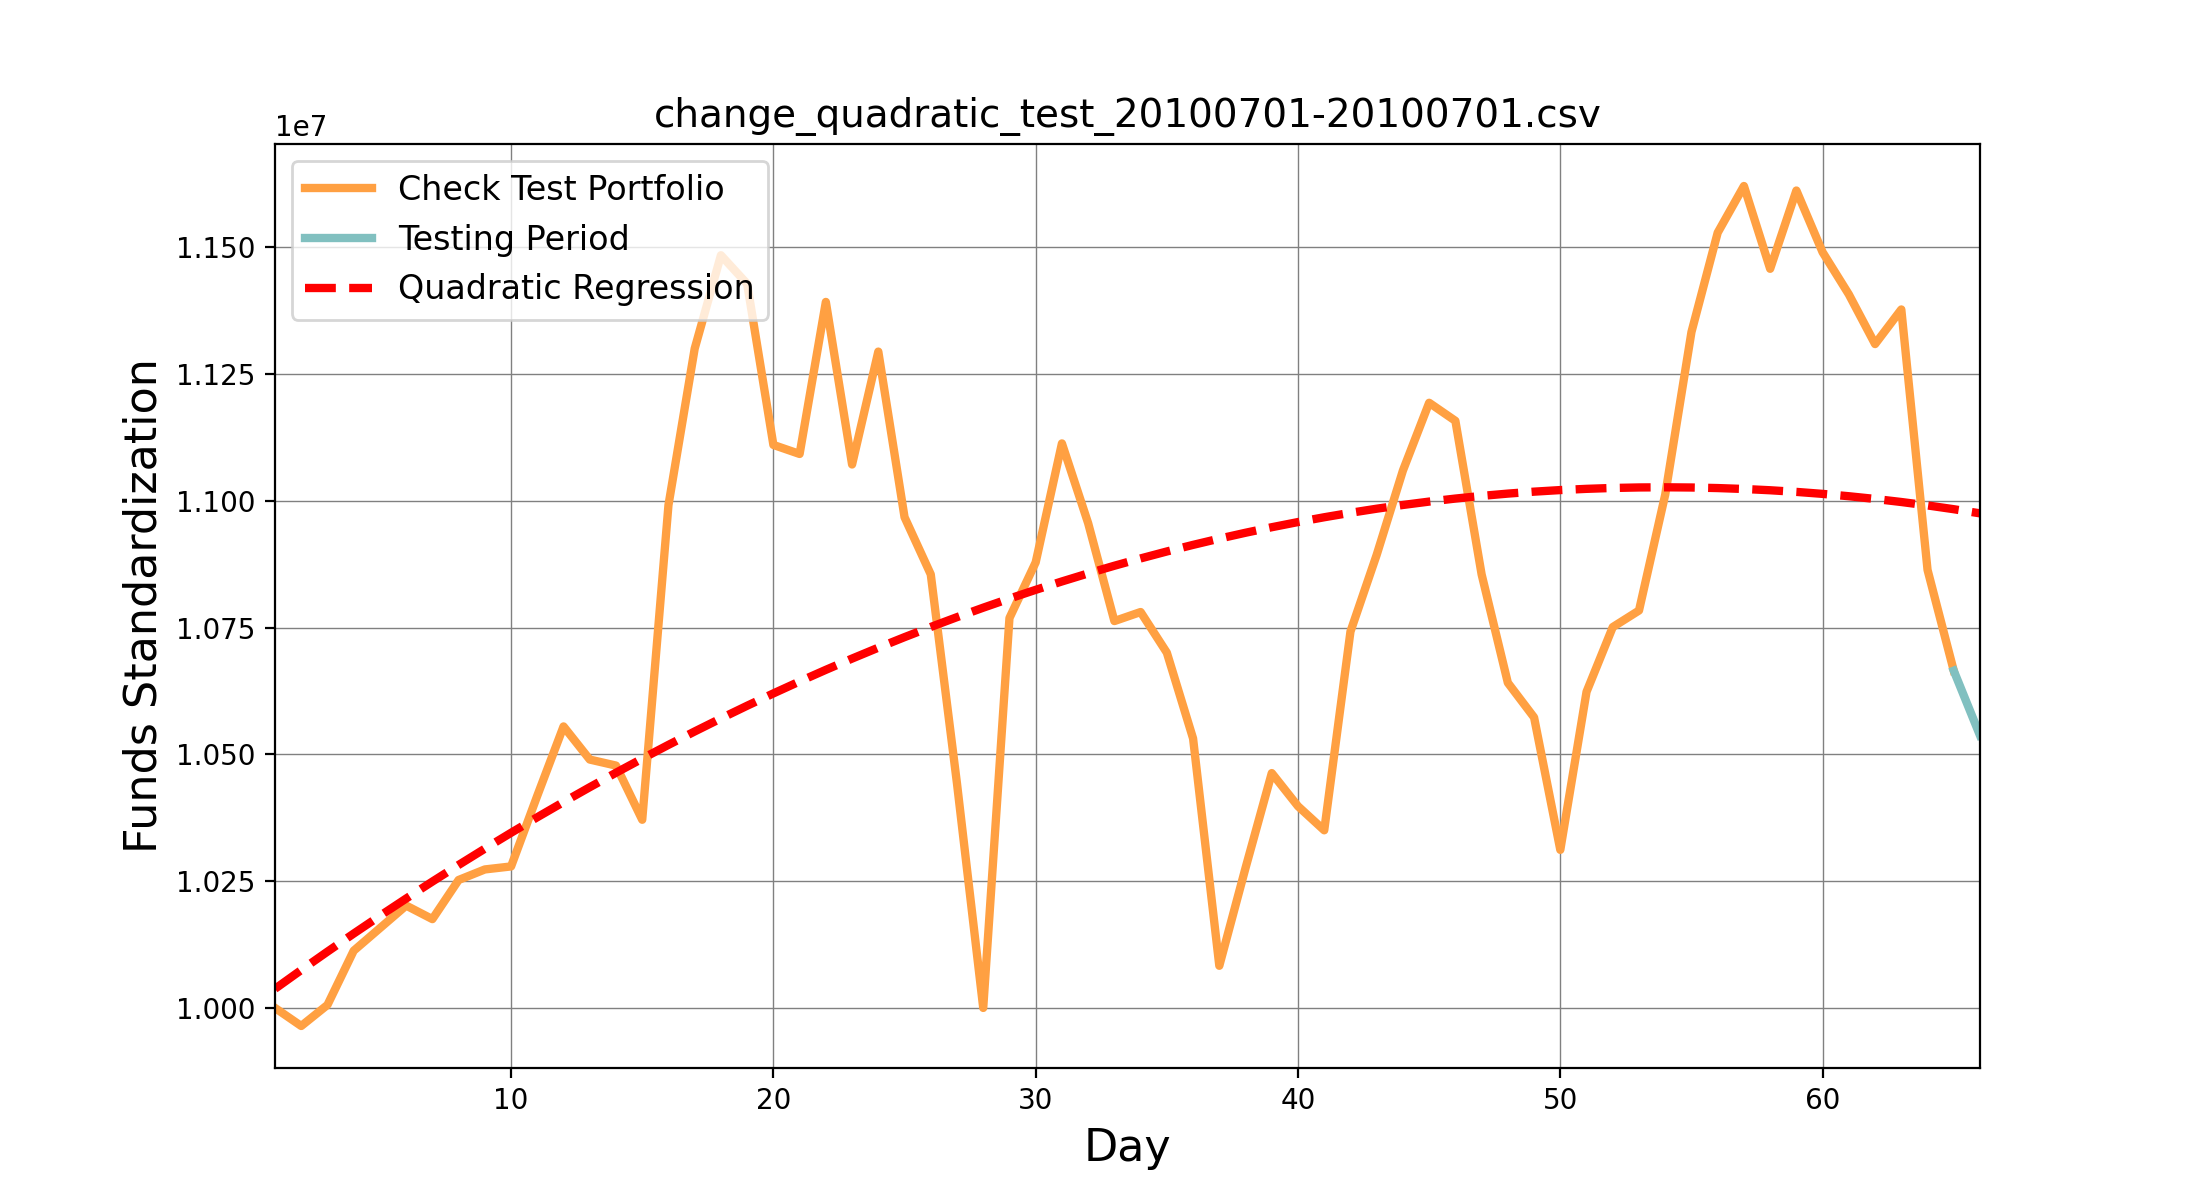 change_quadratic_test_20100701-20100701.csv
1e7
Check Test Portfolio
Testing Period
Quadratic Regression
1.150
1.125
1.100
1.075
1.050
1.025
1.000
Funds Standardization
10 20 30 40 50 60
Day